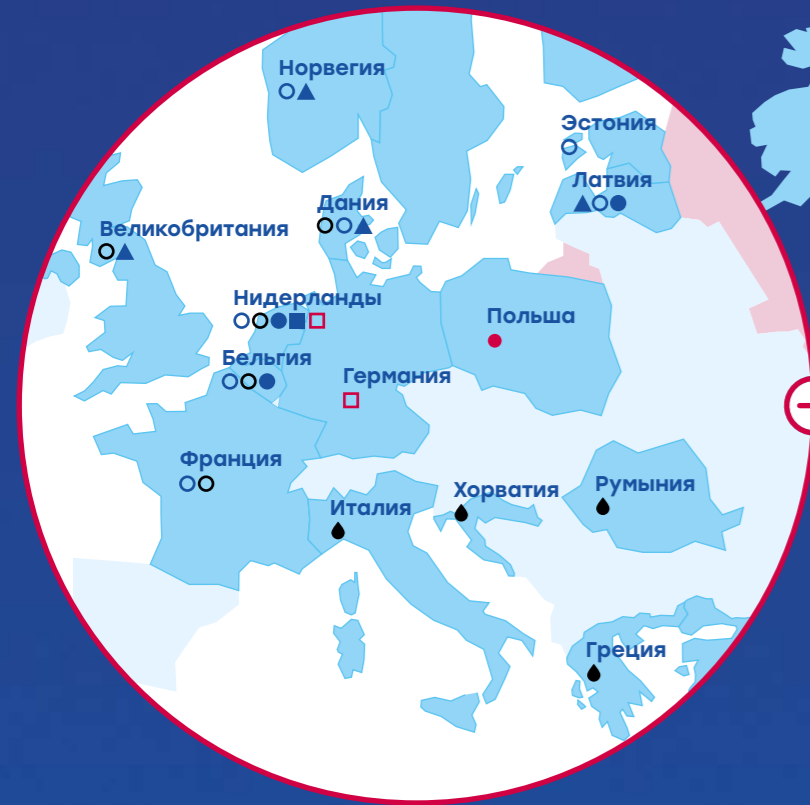 Норвегия
Эстония
Латвия
Дания
Великобритания
Нидерланды
Польша
Бельгия
Германия
Франция
Хорватия
Румыния
Италия
Греция